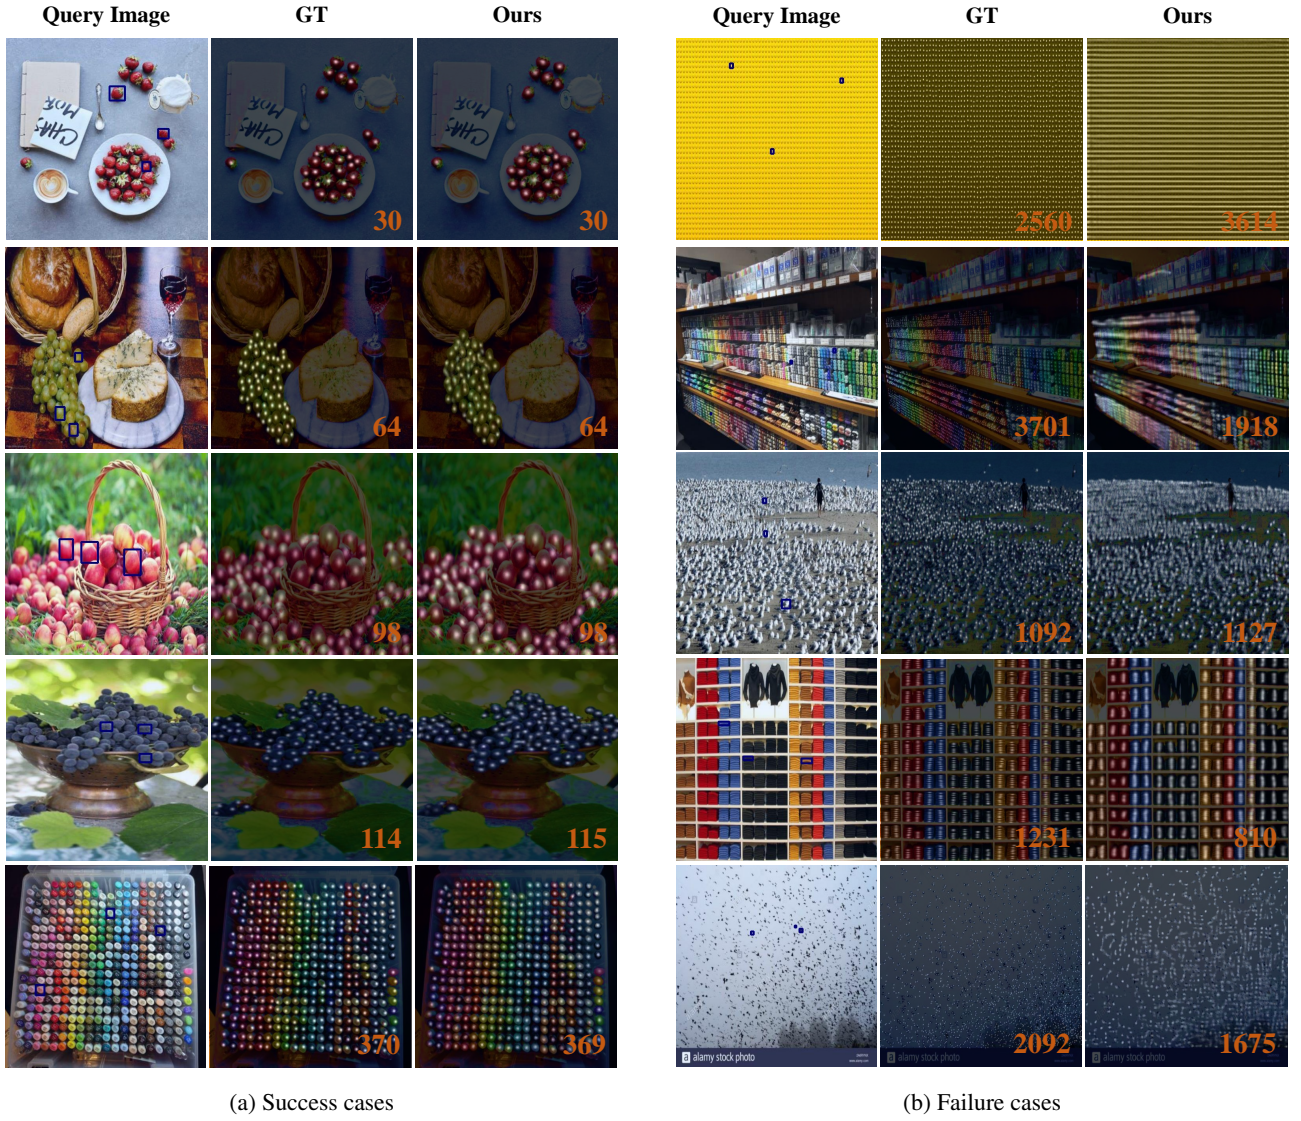 Query Image GT Ours
30 30
64 64
98 98
114 115
370 369
(a) Success cases
Query Image GT Ours
2560 3614
3701 1918
1092 1127
1231 810
a alamy stock photo
2092 1675
(b) Failure cases